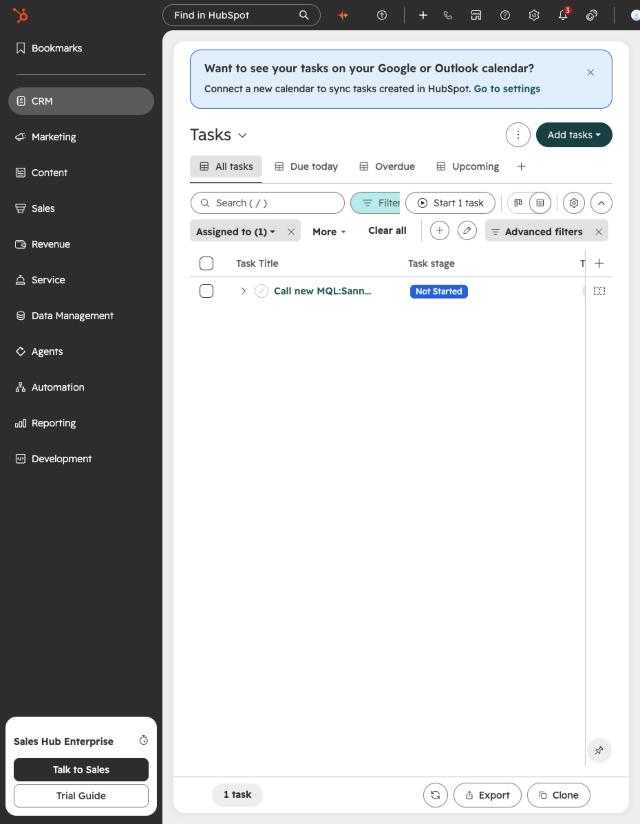 Find in HubSpot
3
Bookmarks
CRM
Marketing
Content
Sales
Revenue
Service
Data Management
Agents
Automation
Reporting
Development
Sales Hub Enterprise
Talk to Sales
Trial Guide
Want to see your tasks on your Google or Outlook calendar?
Connect a new calendar to sync tasks created in HubSpot. Go to settings
Tasks
Add tasks
All tasks
Due today
Overdue
Upcoming
Search ( / )
Filter
Start 1 task
Assigned to (1)
More
Clear all
Advanced filters
Task Title
Task stage
T
Call new MQL:Sann...
Not Started
1 task
Export
Clone